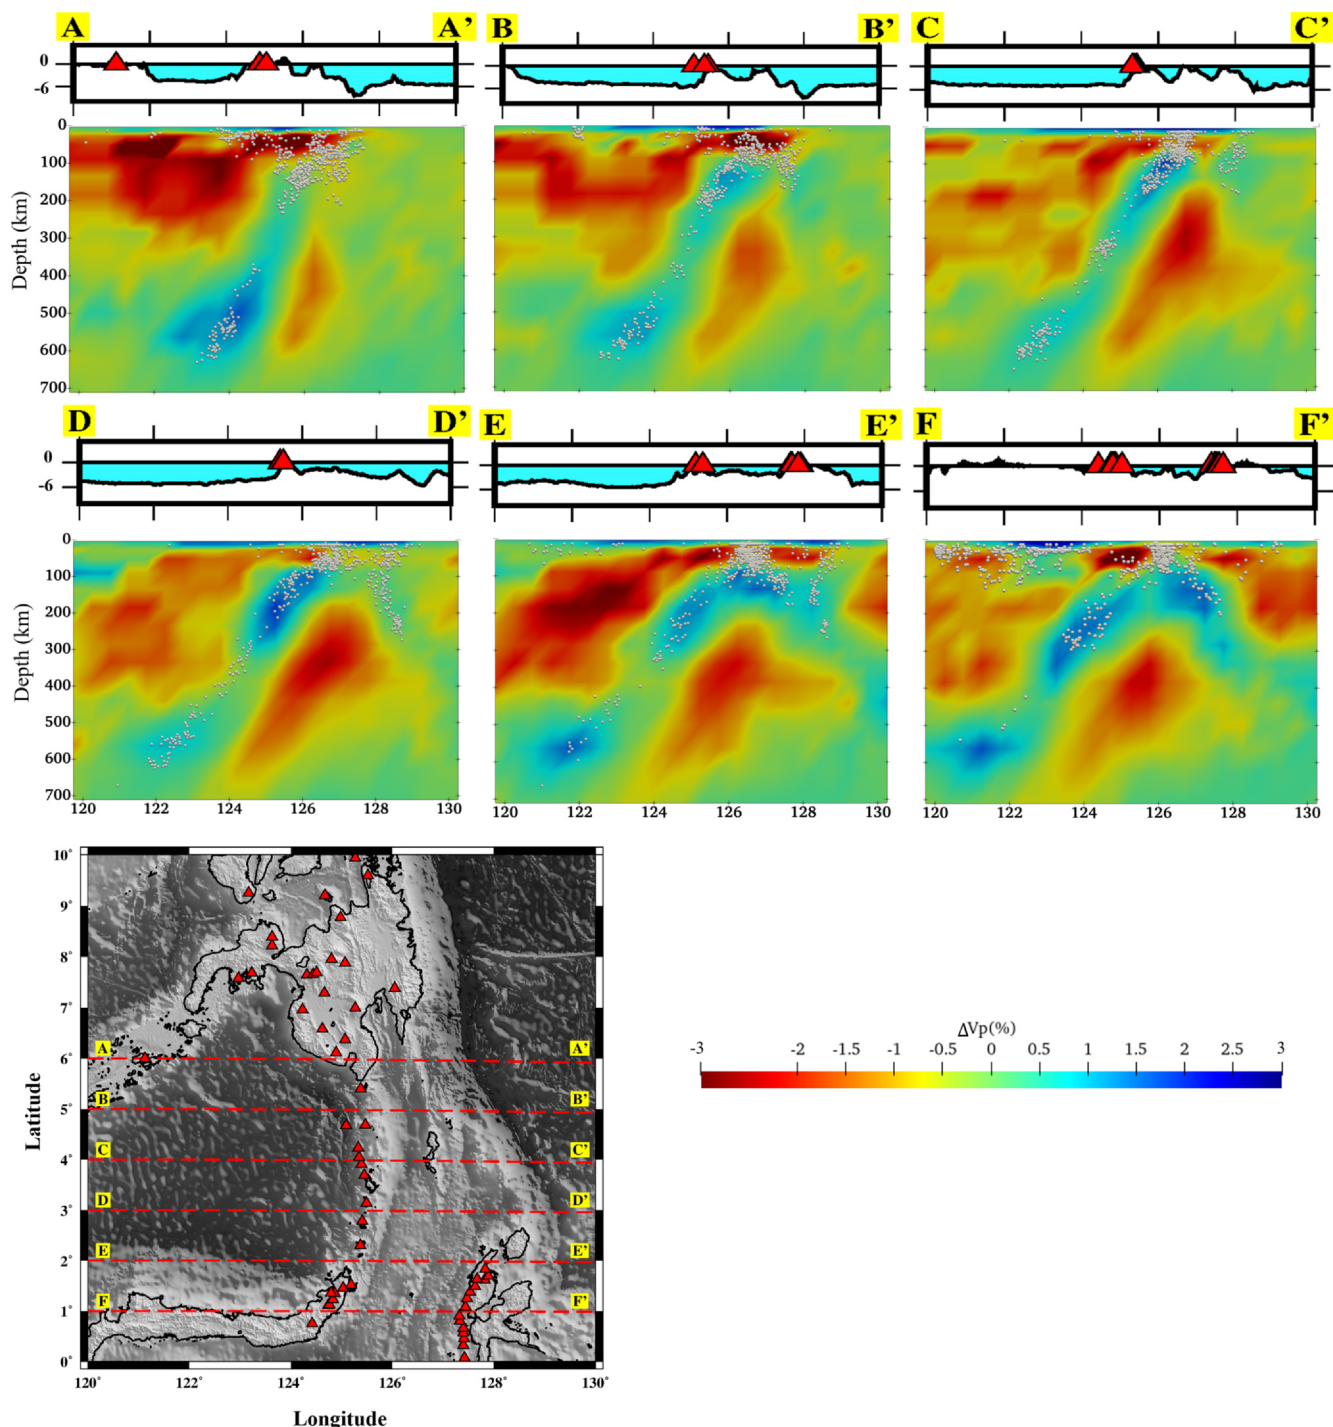 A A’ B B’ C C’
0
-6
0
100
200
300
400
500
600
700
Depth (km)
D D’ E E’ F F’
0
-6
0
100
200
300
400
500
600
700
Depth (km)
120 122 124 126 128 130 120 122 124 126 128 130 120 122 124 126 128 130
10˚
9˚
8˚
7˚
A A’
6˚
B B’
5˚
C C’
4˚
D D’
3˚
E E’
2˚
F F’
1˚
0˚
120˚ 122˚ 124˚ 126˚ 128˚ 130˚
Latitude
Longitude
ΔVp(%)
-3 -2 -1.5 -1 -0.5 0 0.5 1 1.5 2 2.5 3